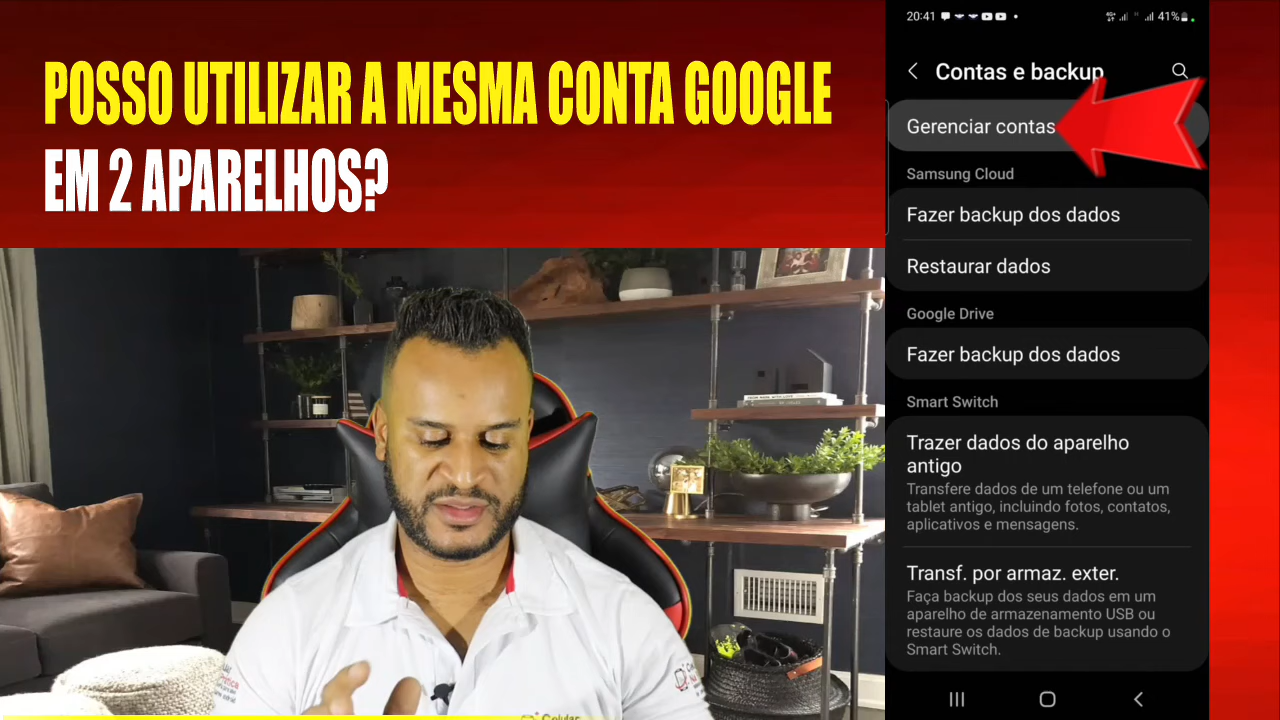 POSSO UTILIZAR A MESMA CONTA GOOGLE
EM 2 APARELHOS?
20:41
41%
Contas e backup
Gerenciar contas
Samsung Cloud
Fazer backup dos dados
Restaurar dados
Google Drive
Fazer backup dos dados
Smart Switch
Trazer dados do aparelho
antigo
Transfere dados de um telefone ou um
tablet antigo, incluindo fotos, contatos,
aplicativos e mensagens.
Transf. por armaz. exter.
Faça backup dos seus dados em um
aparelho de armazenamento USB ou
restaure os dados de backup usando o
Smart Switch.
Celular